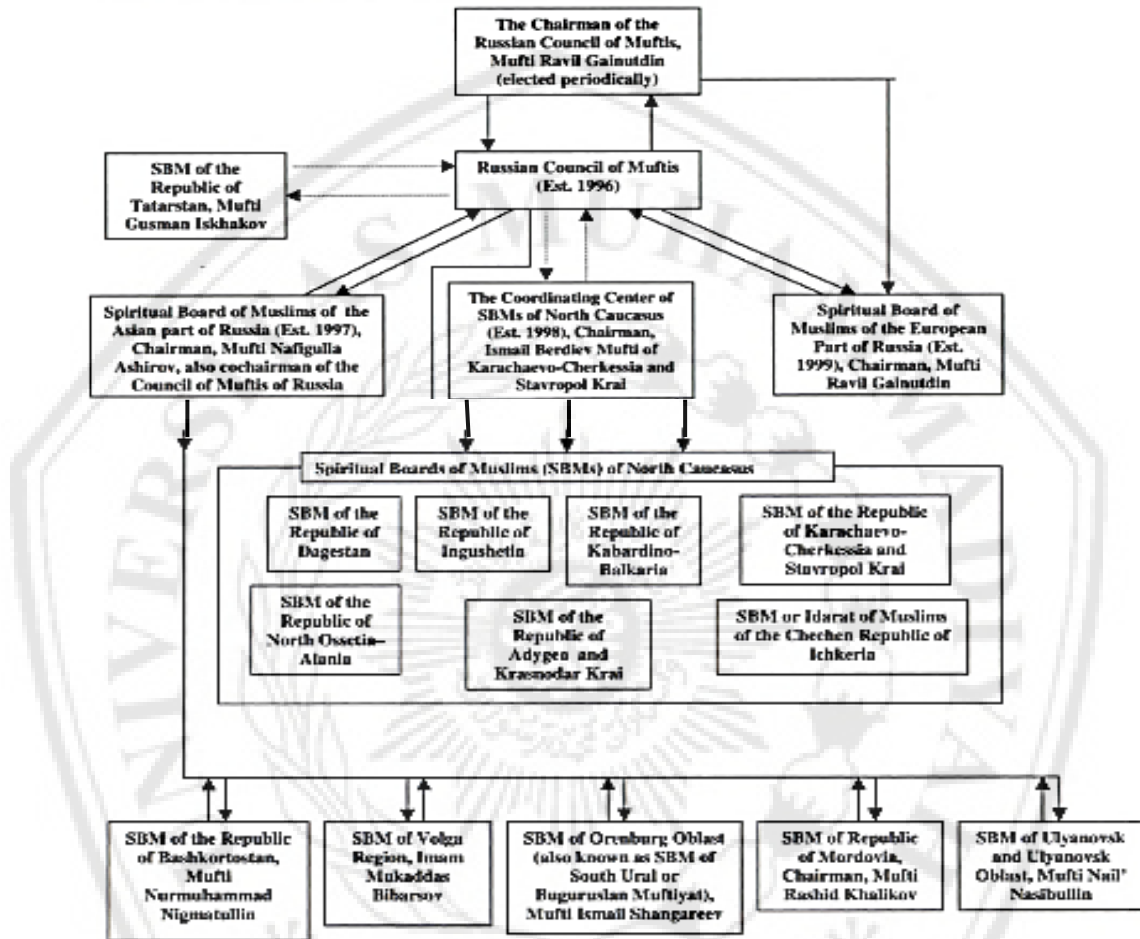 The Chairman of the
Russian Council of Muftis,
Mufti Ravil Gainutdin
(elected periodically)
SBM of the
Republic of
Tatarstan, Mufti
Gusman Iskhakov
Russian Council of Muftis
(Est. 1996)
Spiritual Board of Muslims of the
Asian part of Russia (Est. 1997),
Chairman, Mufti Nafigulla
Ashirov, also cochairman of the
Council of Muftis of Russia
The Coordinating Center of
SBMs of North Caucasus
(Est. 1998), Chairman,
Ismail Berdiev Mufti of
Karachaevo-Cherkessia and
Stavropol Krai
Spiritual Board of
Muslims of the European
Part of Russia (Est.
1999), Chairman, Mufti
Ravil Gainutdin
Spiritual Boards of Muslims (SBMs) of North Caucasus
SBM of the
Republic of
Dagestan
SBM of the
Republic of
Ingushetia
SBM of the
Republic of
Kabardino-
Balkaria
SBM of the Republic
of Karachaevo-
Cherkessia and
Stavropol Krai
SBM of the
Republic of
North Ossetia–
Alania
SBM of the
Republic of
Adygea and
Krasnodar Krai
SBM or Idarat of Muslims
of the Chechen Republic of
Ichkeria
SBM of the Republic
of Bashkortostan,
Mufti
Nurmuhammad
Nigmatullin
SBM of Volga
Region, Imam
Mukaddas
Bibarsov
SBM of Orenburg Oblast
(also known as SBM of
South Ural or
Buguruslan Muftiyat),
Mufti Ismail Shangareev
SBM of Republic
of Mordovia,
Chairman, Mufti
Rashid Khalikov
SBM of Ulyanovsk
and Ulyanovsk
Oblast, Mufti Nail'
Nasibullin